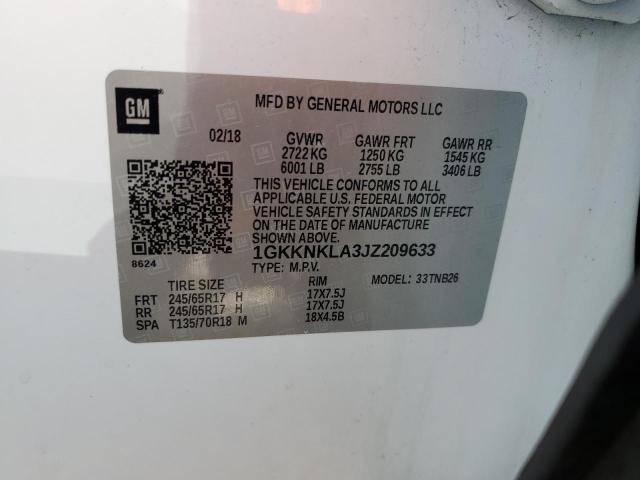 GM
MFD BY GENERAL MOTORS LLC
02/18 GVWR GAWR FRT GAWR RR
2722 KG 1250 KG 1545 KG
6001 LB 2755 LB 3406 LB
THIS VEHICLE CONFORMS TO ALL
APPLICABLE U.S. FEDERAL MOTOR
VEHICLE SAFETY STANDARDS IN EFFECT
ON THE DATE OF MANUFACTURE
SHOWN ABOVE.
1GKKNKLA3JZ209633
8624
TYPE: M.P.V.
MODEL: 33TNB26
TIRE SIZE RIM
FRT 245/65R17 H 17X7.5J
RR 245/65R17 H 17X7.5J
SPA T135/70R18 M 18X4.5B